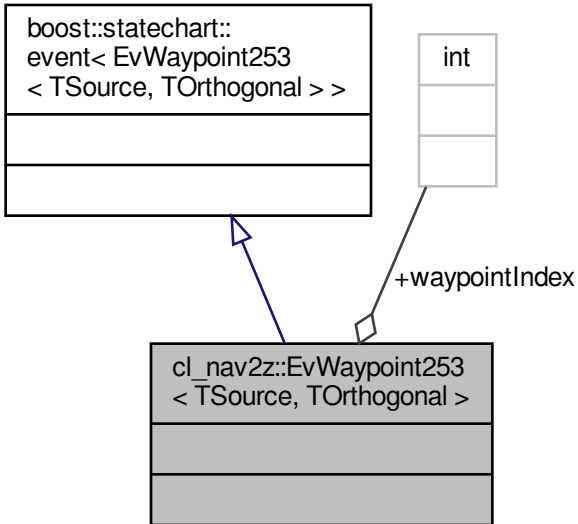 boost::statechart::
event< EvWaypoint253
< TSource, TOrthogonal > >
int
+waypointIndex
cl_nav2z::EvWaypoint253
< TSource, TOrthogonal >